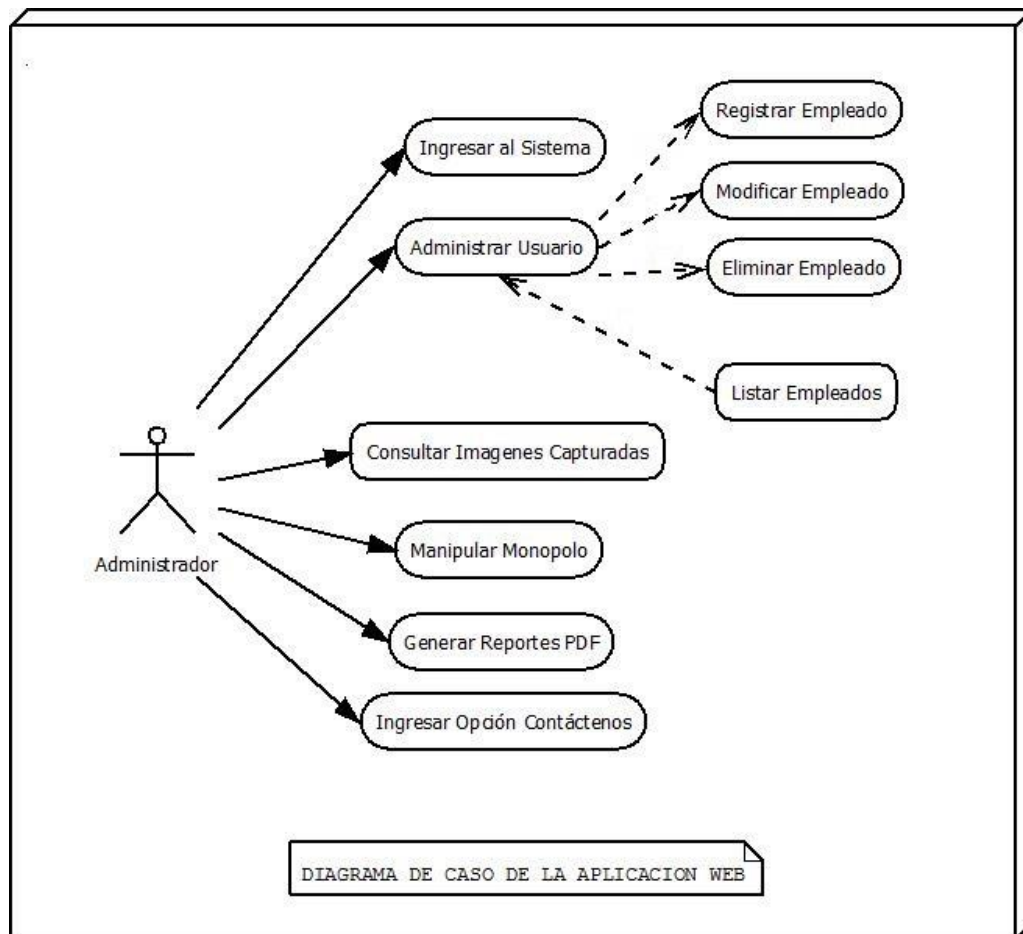 Registrar Empleado
Ingresar al Sistema
Modificar Empleado
Administrar Usuario
Eliminar Empleado
Listar Empleados
Consultar Imagenes Capturadas
Manipular Monopolo
Administrador
Generar Reportes PDF
Ingresar Opción Contáctenos
DIAGRAMA DE CASO DE LA APLICACION WEB